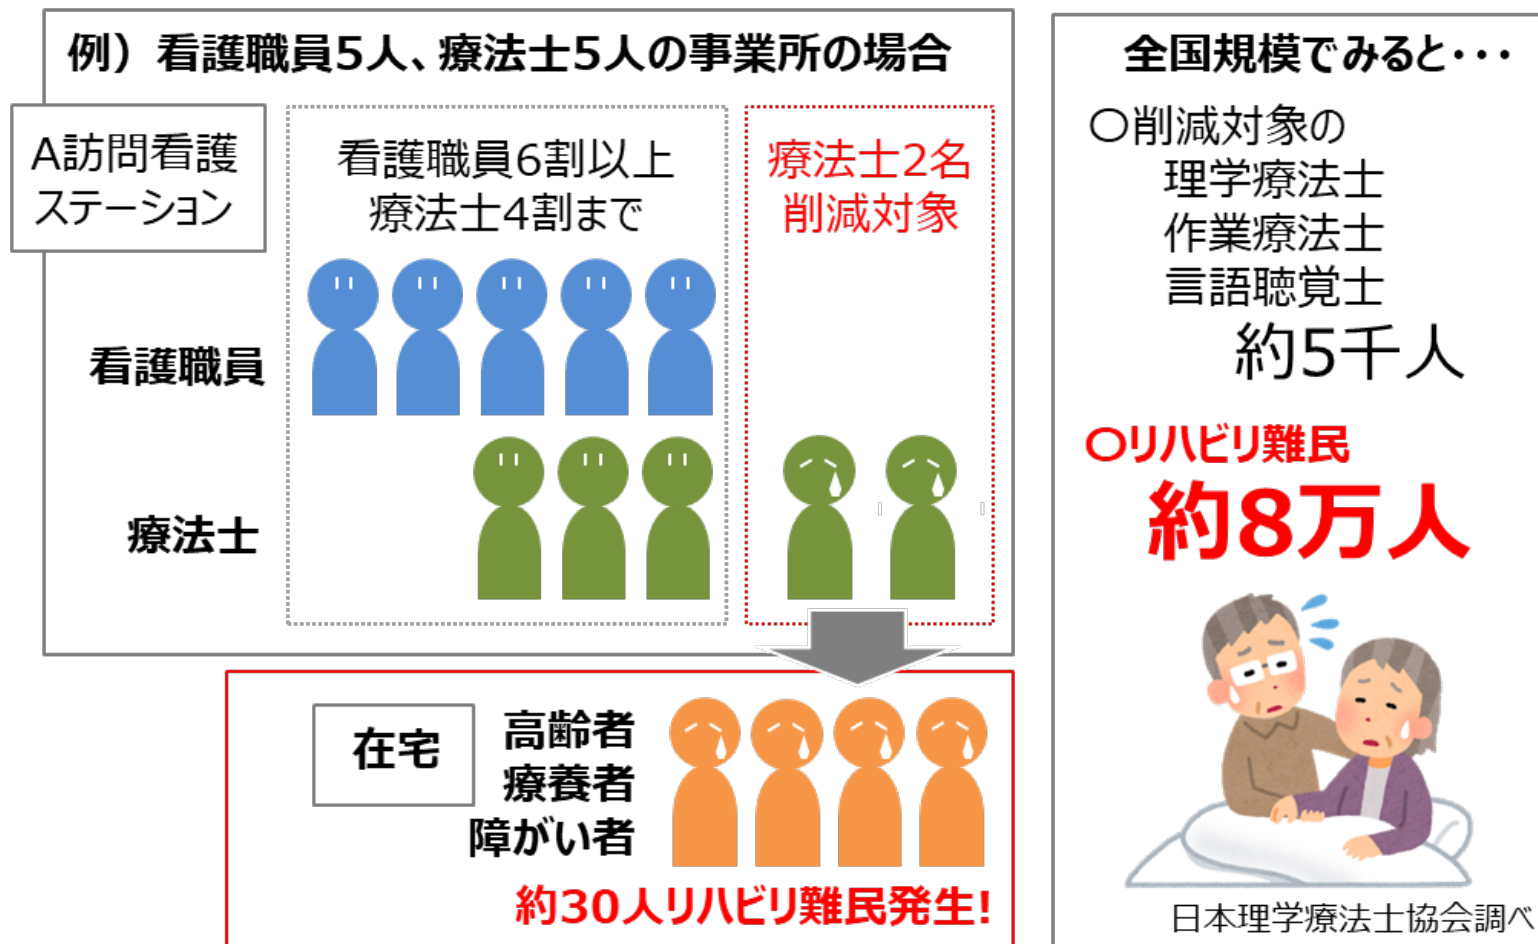 例）看護職員5人、療法士5人の事業所の場合
A訪問看護
ステーション
看護職員6割以上
療法士4割まで
療法士2名
削減対象
看護職員
療法士
在宅
高齢者
療養者
障がい者
約30人リハビリ難民発生!
全国規模でみると・・・
〇削減対象の
理学療法士
作業療法士
言語聴覚士
約5千人
〇リハビリ難民
約8万人
日本理学療法士協会調べ